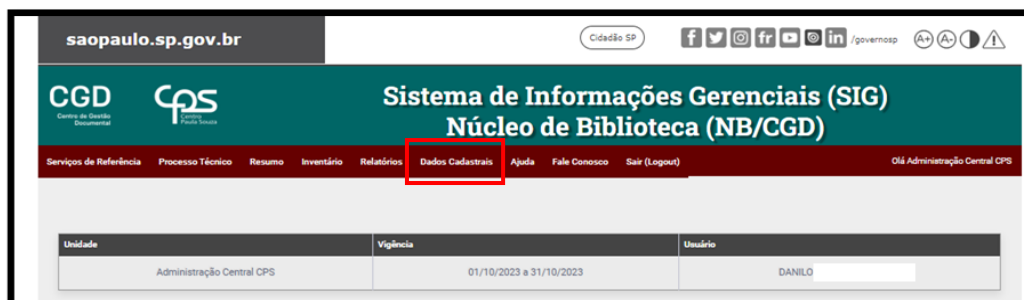 saopaulo.sp.gov.br
Cidadão SP
/governosp
A+ A-
CGD
Centro de Gestão
Documental
CPS
Centro
Paula Souza
Sistema de Informações Gerenciais (SIG)
Núcleo de Biblioteca (NB/CGD)
Serviços de Referência Processo Técnico Resumo Inventário Relatórios Dados Cadastrais Ajuda Fale Conosco Sair (Logout) Olá Administração Central CPS
Unidade Vigência Usuário
Administração Central CPS 01/10/2023 a 31/10/2023 DANILO